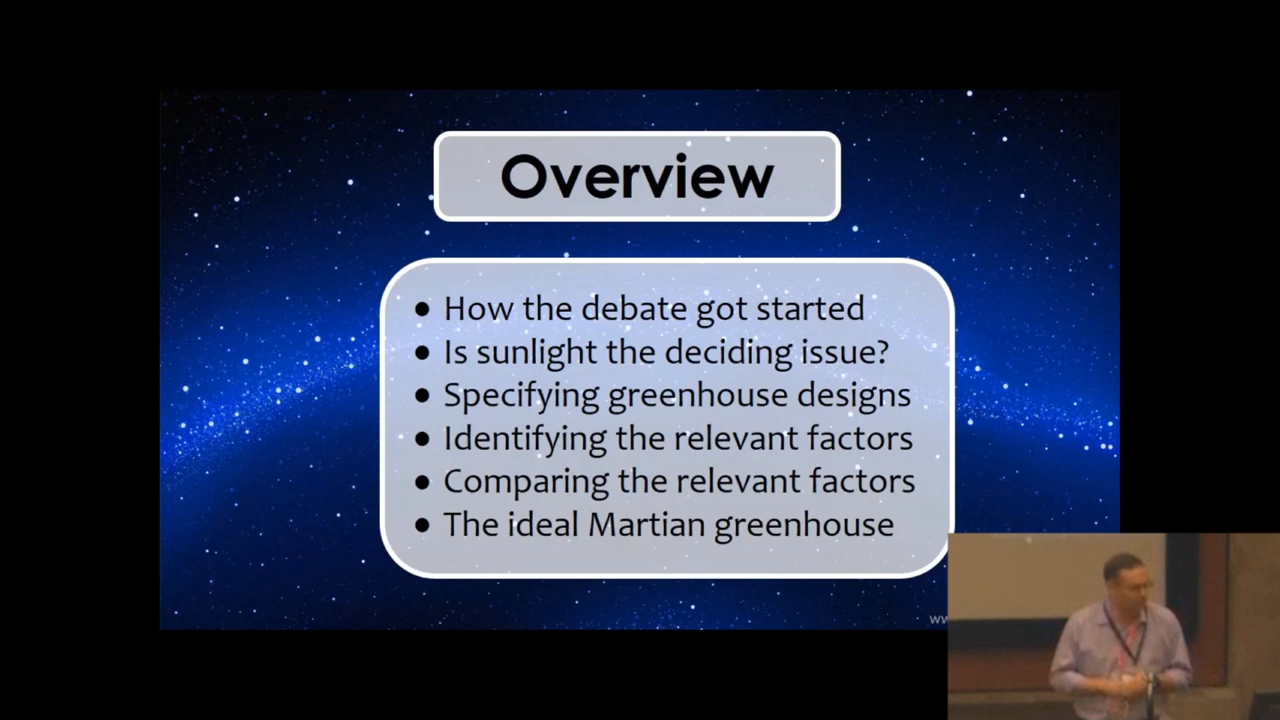 Overview
• How the debate got started
• Is sunlight the deciding issue?
• Specifying greenhouse designs
• Identifying the relevant factors
• Comparing the relevant factors
• The ideal Martian greenhouse